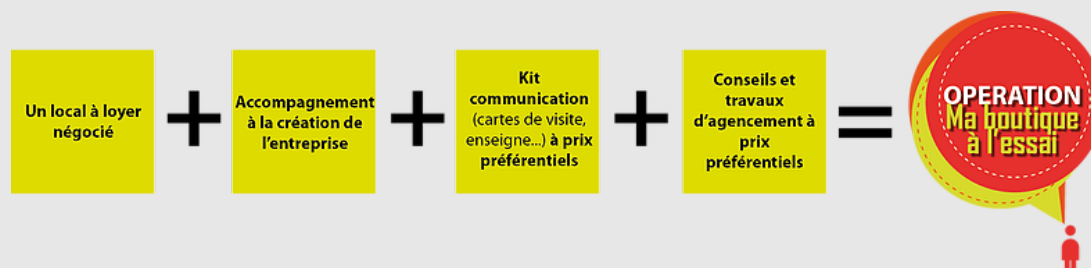 Un local à loyer
négocié
+
Accompagnement
à la création de
l'entreprise
+
Kit
communication
(cartes de visite,
enseigne...) à prix
préférentiels
+
Conseils et
travaux
d'agencement à
prix
préférentiels
=
OPERATION
Ma boutique
à l'essai